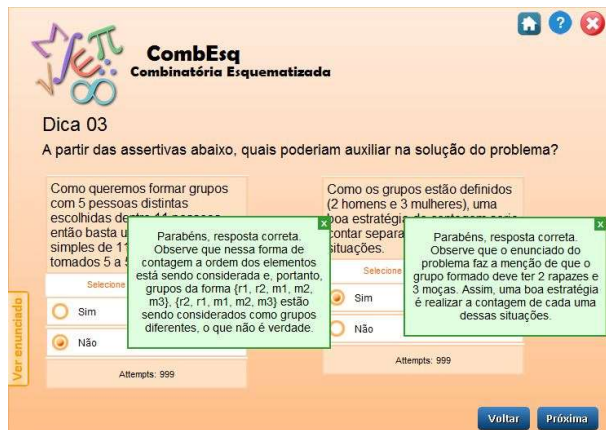 CombEsq
Combinatória Esquematizada
Dica 03
A partir das assertivas abaixo, quais poderiam auxiliar na solução do problema?
Como queremos formar grupos
com 5 pessoas distintas
escolhidas
então basta u
simples de 11
tomados 5 a 5
Selecione
Sim
Não
Attempts: 999
Parabéns, resposta correta.
Observe que nessa forma de
contagem a ordem dos elementos
está sendo considerada e, portanto,
grupos da forma {r1, r2, m1, m2,
m3}, {r2, r1, m1, m2, m3} estão
sendo considerados como grupos
diferentes, o que não é verdade.
Como os grupos estão definidos
(2 homens e 3 mulheres), uma
boa estratégia
contar separa
situações.
Selecione
Sim
Não
Attempts: 999
Parabéns, resposta correta.
Observe que o enunciado do
problema faz a menção de que o
grupo formado deve ter 2 rapazes e
3 moças. Assim, uma boa estratégia
é realizar a contagem de cada uma
dessas situações.
Ver enunciado
Voltar
Próxima